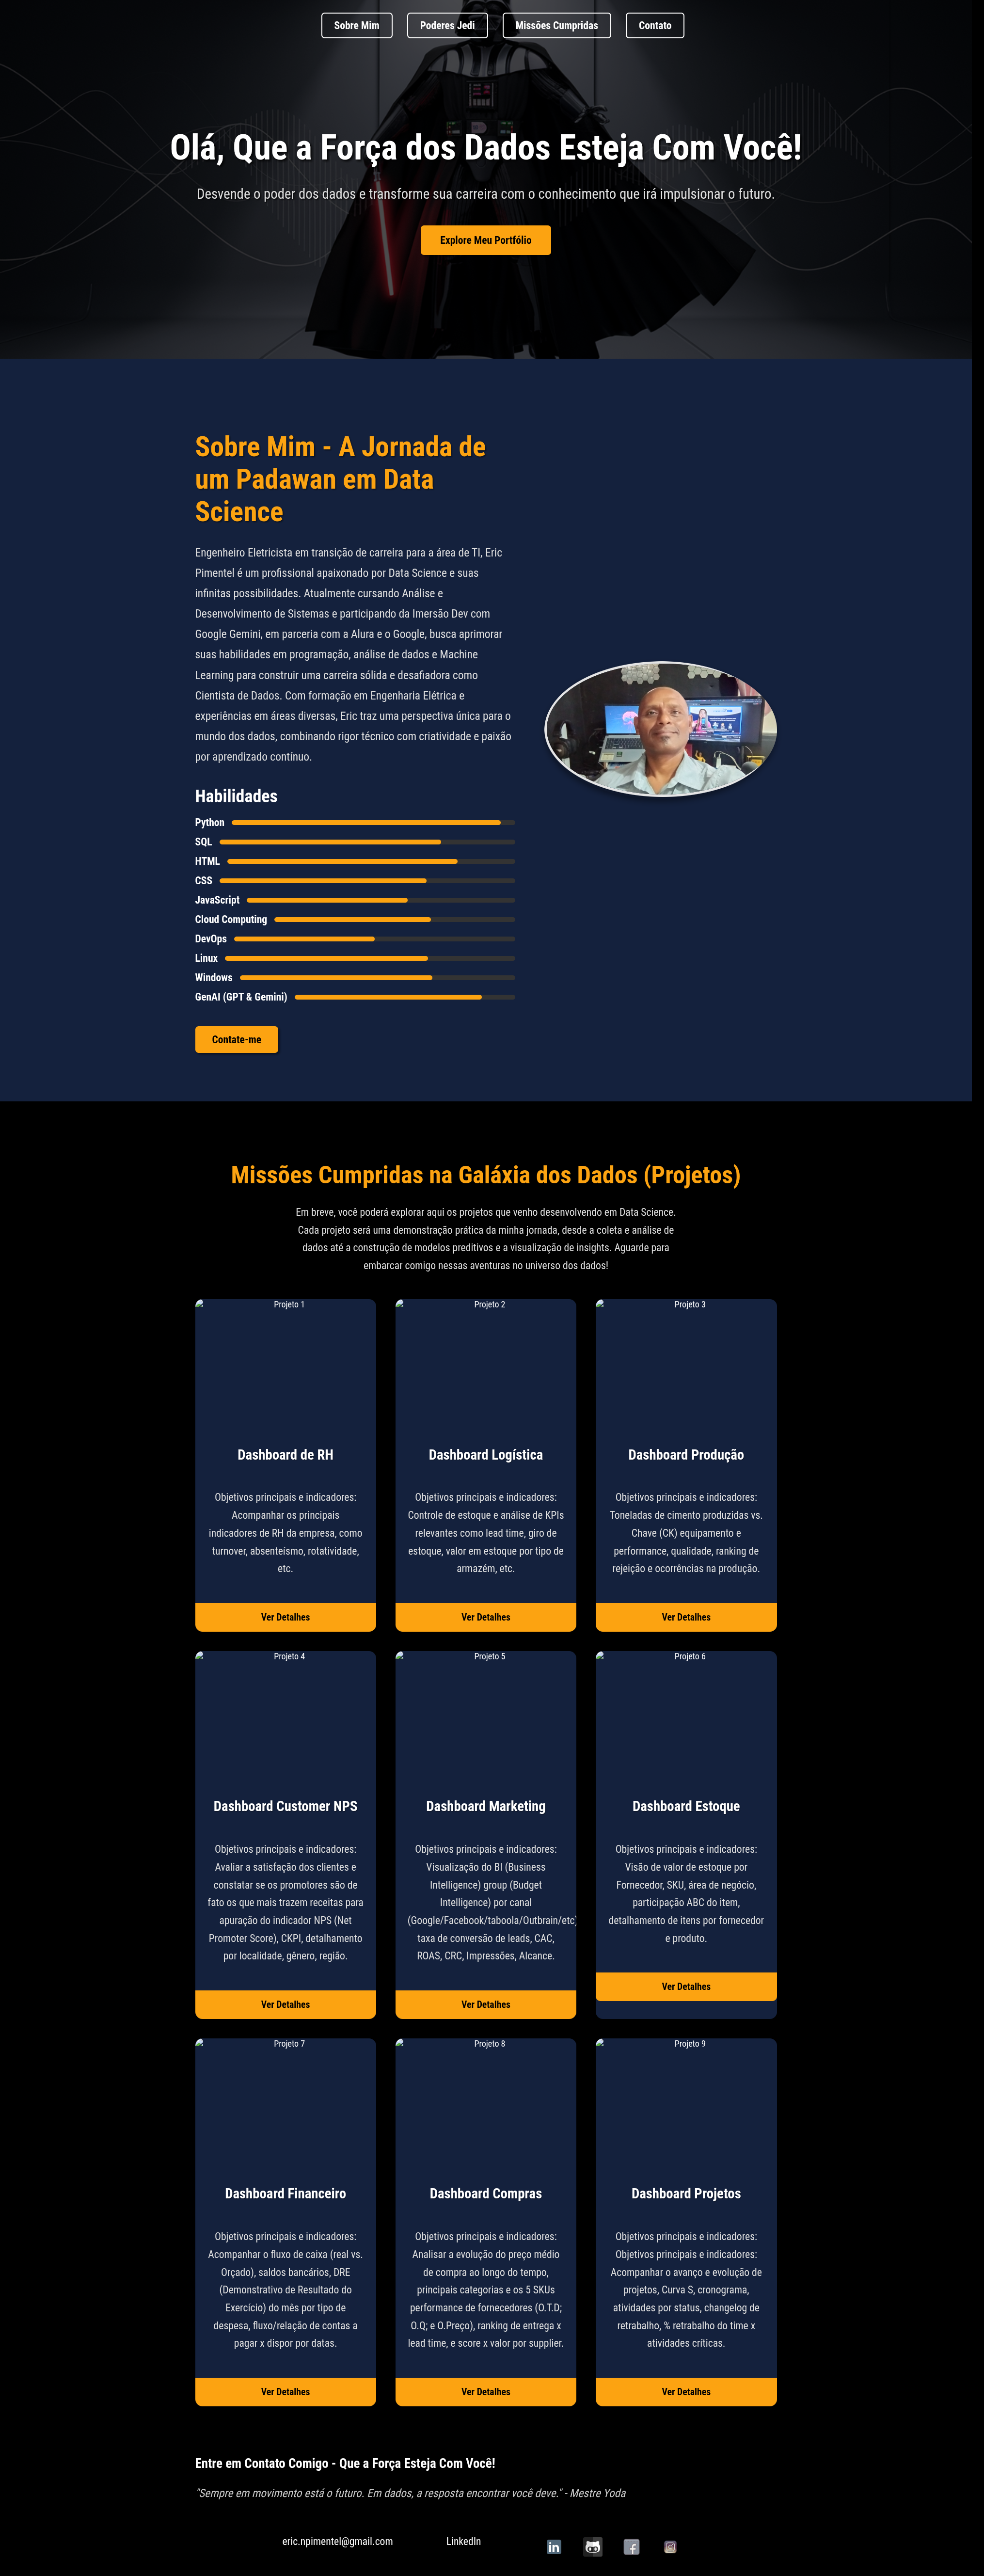 Sobre Mim
Poderes Jedi
Missões Cumpridas
Contato
Olá, Que a Força dos Dados Esteja Com Você!
Desvende o poder dos dados e transforme sua carreira com o conhecimento que irá impulsionar o futuro.
Explore Meu Portfólio
Sobre Mim - A Jornada de
um Padawan em Data
Science
Engenheiro Eletricista em transição de carreira para a área de TI, Eric
Pimentel é um profissional apaixonado por Data Science e suas
infinitas possibilidades. Atualmente cursando Análise e
Desenvolvimento de Sistemas e participando da Imersão Dev com
Google Gemini, em parceria com a Alura e o Google, busca aprimorar
suas habilidades em programação, análise de dados e Machine
Learning para construir uma carreira sólida e desafiadora como
Cientista de Dados. Com formação em Engenharia Elétrica e
experiências em áreas diversas, Eric traz uma perspectiva única para o
mundo dos dados, combinando rigor técnico com criatividade e paixão
por aprendizado contínuo.
Habilidades
Python
SQL
HTML
CSS
JavaScript
Cloud Computing
DevOps
Linux
Windows
GenAI (GPT & Gemini)
Contate-me
Missões Cumpridas na Galáxia dos Dados (Projetos)
Em breve, você poderá explorar aqui os projetos que venho desenvolvendo em Data Science.
Cada projeto será uma demonstração prática da minha jornada, desde a coleta e análise de
dados até a construção de modelos preditivos e a visualização de insights. Aguarde para
embarcar comigo nessas aventuras no universo dos dados!
Projeto 1
Dashboard de RH
Objetivos principais e indicadores:
Acompanhar os principais
indicadores de RH da empresa, como
turnover, absenteísmo, rotatividade,
etc.
Ver Detalhes
Projeto 2
Dashboard Logística
Objetivos principais e indicadores:
Controle de estoque e análise de KPIs
relevantes como lead time, giro de
estoque, valor em estoque por tipo de
armazém, etc.
Ver Detalhes
Projeto 3
Dashboard Produção
Objetivos principais e indicadores:
Toneladas de cimento produzidas vs.
Chave (CK) equipamento e
performance, qualidade, ranking de
rejeição e ocorrências na produção.
Ver Detalhes
Projeto 4
Dashboard Customer NPS
Objetivos principais e indicadores:
Avaliar a satisfação dos clientes e
constatar se os promotores são de
fato os que mais trazem receitas para
apuração do indicador NPS (Net
Promoter Score), CKPI, detalhamento
por localidade, gênero, região.
Ver Detalhes
Projeto 5
Dashboard Marketing
Objetivos principais e indicadores:
Visualização do BI (Business
Intelligence) group (Budget
Intelligence) por canal
(Google/Facebook/taboola/Outbrain/etc)
taxa de conversão de leads, CAC,
ROAS, CRC, Impressões, Alcance.
Ver Detalhes
Projeto 6
Dashboard Estoque
Objetivos principais e indicadores:
Visão de valor de estoque por
Fornecedor, SKU, área de negócio,
participação ABC do item,
detalhamento de itens por fornecedor
e produto.
Ver Detalhes
Projeto 7
Dashboard Financeiro
Objetivos principais e indicadores:
Acompanhar o fluxo de caixa (real vs.
Orçado), saldos bancários, DRE
(Demonstrativo de Resultado do
Exercício) do mês por tipo de
despesa, fluxo/relação de contas a
pagar x dispor por datas.
Ver Detalhes
Projeto 8
Dashboard Compras
Objetivos principais e indicadores:
Analisar a evolução do preço médio
de compra ao longo do tempo,
principais categorias e os 5 SKUs
performance de fornecedores (O.T.D;
O.Q; e O.Preço), ranking de entrega x
lead time, e score x valor por supplier.
Ver Detalhes
Projeto 9
Dashboard Projetos
Objetivos principais e indicadores:
Objetivos principais e indicadores:
Acompanhar o avanço e evolução de
projetos, Curva S, cronograma,
atividades por status, changelog de
retrabalho, % retrabalho do time x
atividades críticas.
Ver Detalhes
Entre em Contato Comigo - Que a Força Esteja Com Você!
"Sempre em movimento está o futuro. Em dados, a resposta encontrar você deve." - Mestre Yoda
eric.npimentel@gmail.com
LinkedIn